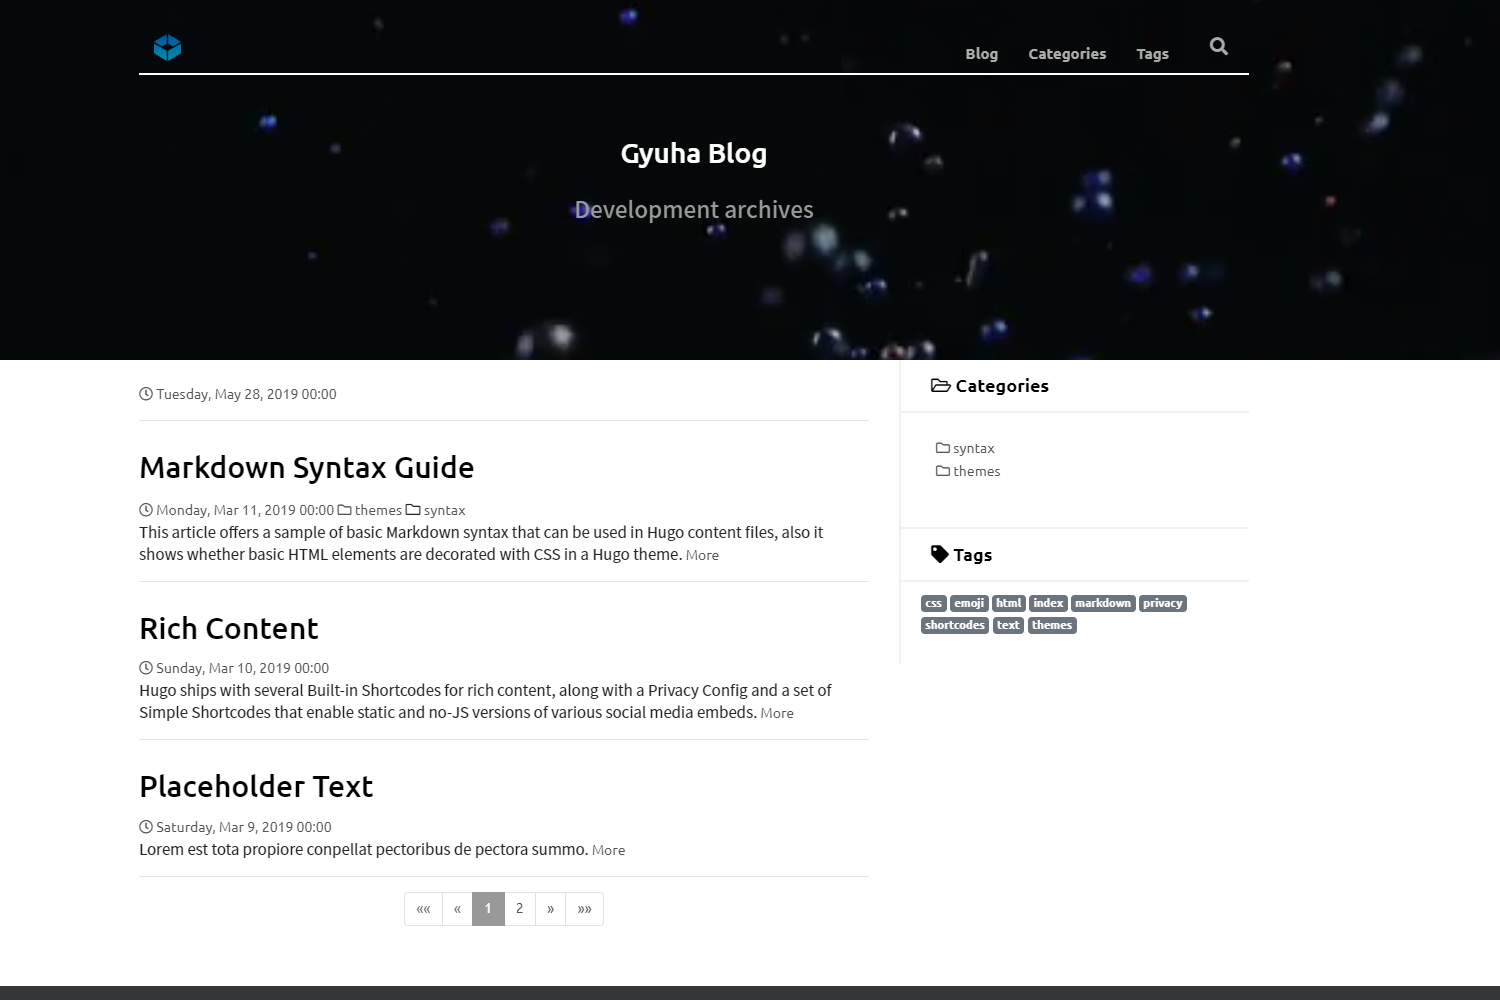 Blog Categories Tags
Gyuha Blog
Development archives
Tuesday, May 28, 2019 00:00
Markdown Syntax Guide
Monday, Mar 11, 2019 00:00 themes syntax
This article offers a sample of basic Markdown syntax that can be used in Hugo content files, also it
shows whether basic HTML elements are decorated with CSS in a Hugo theme. More
Rich Content
Sunday, Mar 10, 2019 00:00
Hugo ships with several Built-in Shortcodes for rich content, along with a Privacy Config and a set of
Simple Shortcodes that enable static and no-JS versions of various social media embeds. More
Placeholder Text
Saturday, Mar 9, 2019 00:00
Lorem est tota propiore conpellat pectoribus de pectora summo. More
«« « 1 2 » »»
Categories
syntax
themes
Tags
css emoji html index markdown privacy
shortcodes text themes